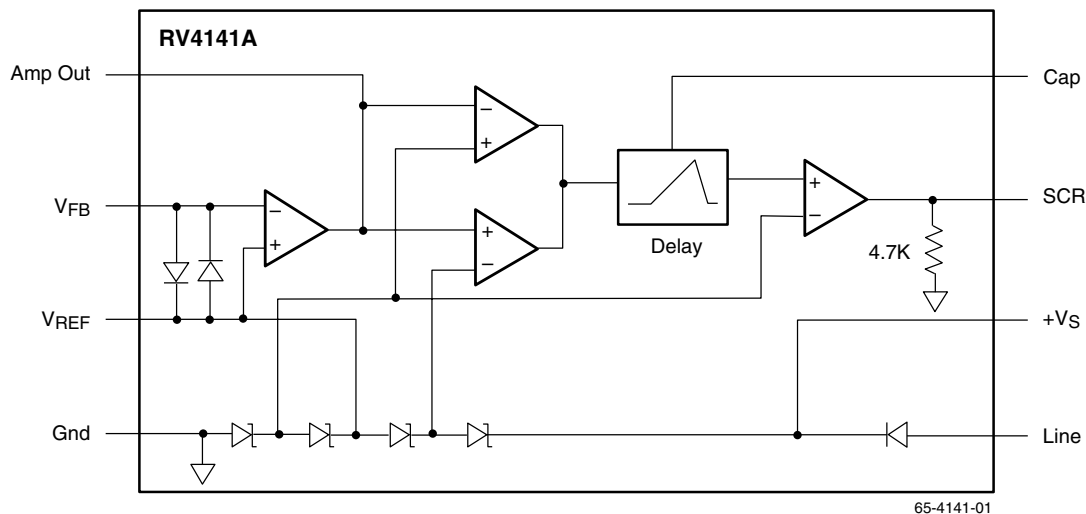 RV4141A
Amp Out
Cap
−
+
VFB
−
+
+
−
Delay
+
−
SCR
4.7K
VREF
+VS
Gnd
Line
65-4141-01